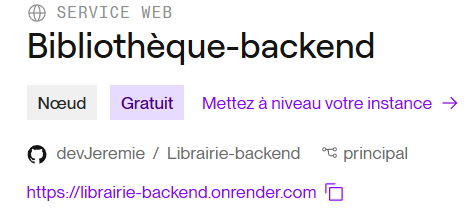 SERVICE WEB
Bibliothèque-backend
Nœud Gratuit Mettez à niveau votre instance →
devJeremie / Librairie-backend principal
https://librairie-backend.onrender.com